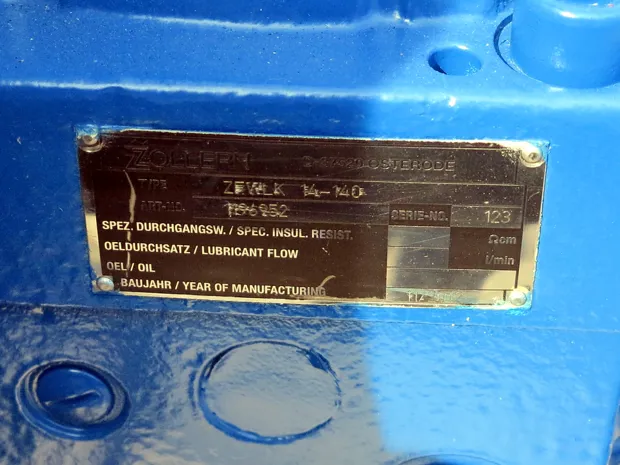 ZOLLERN D-37520 OSTERODE
TYPE ZFWLK 14-140
ART-NO. 1196952 SERIE-NO. 123
SPEZ. DURCHGANGSW. / SPEC. INSUL. RESIST. Ωcm
OELDURCHSATZ / LUBRICANT FLOW l/min
OEL / OIL
BAUJAHR / YEAR OF MANUFACTURING